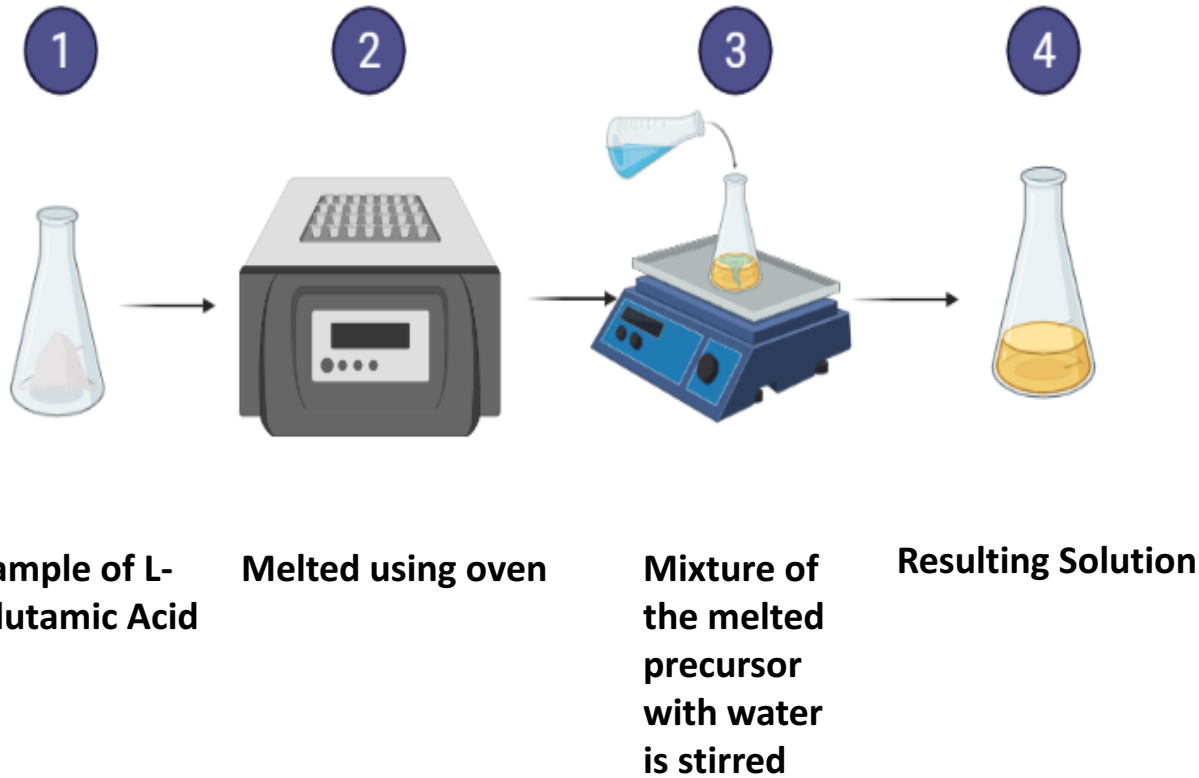 1
2
3
4
ample of L-
lutamic Acid
Melted using oven
Mixture of
the melted
precursor
with water
is stirred
Resulting Solution